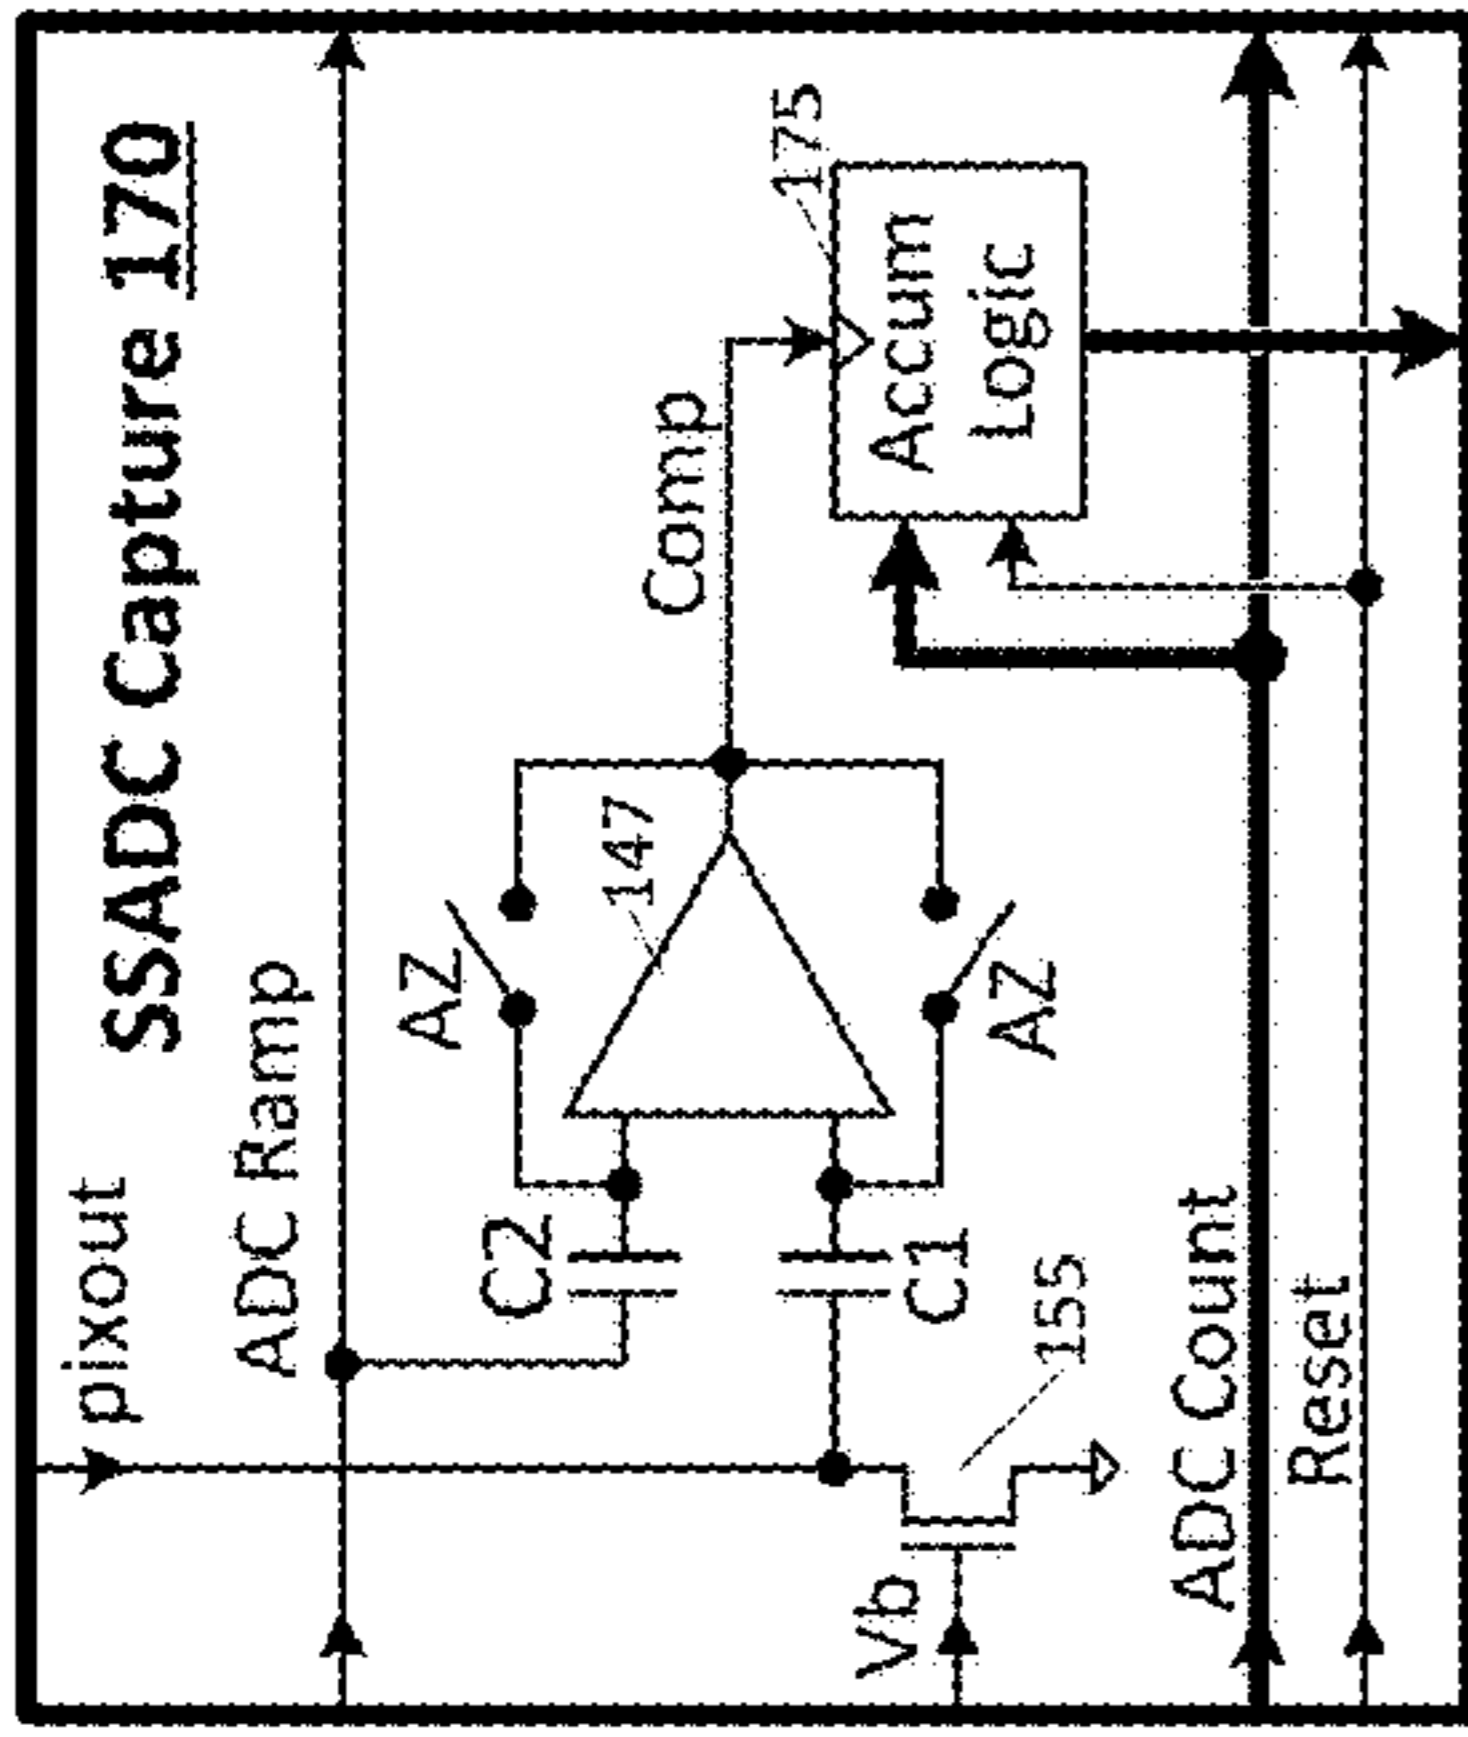 SSADC Capture 170
pixout
ADC Ramp
AZ
147
C2
Comp
175
Accum
Logic
C1
AZ
155
Vb
ADC Count
Reset